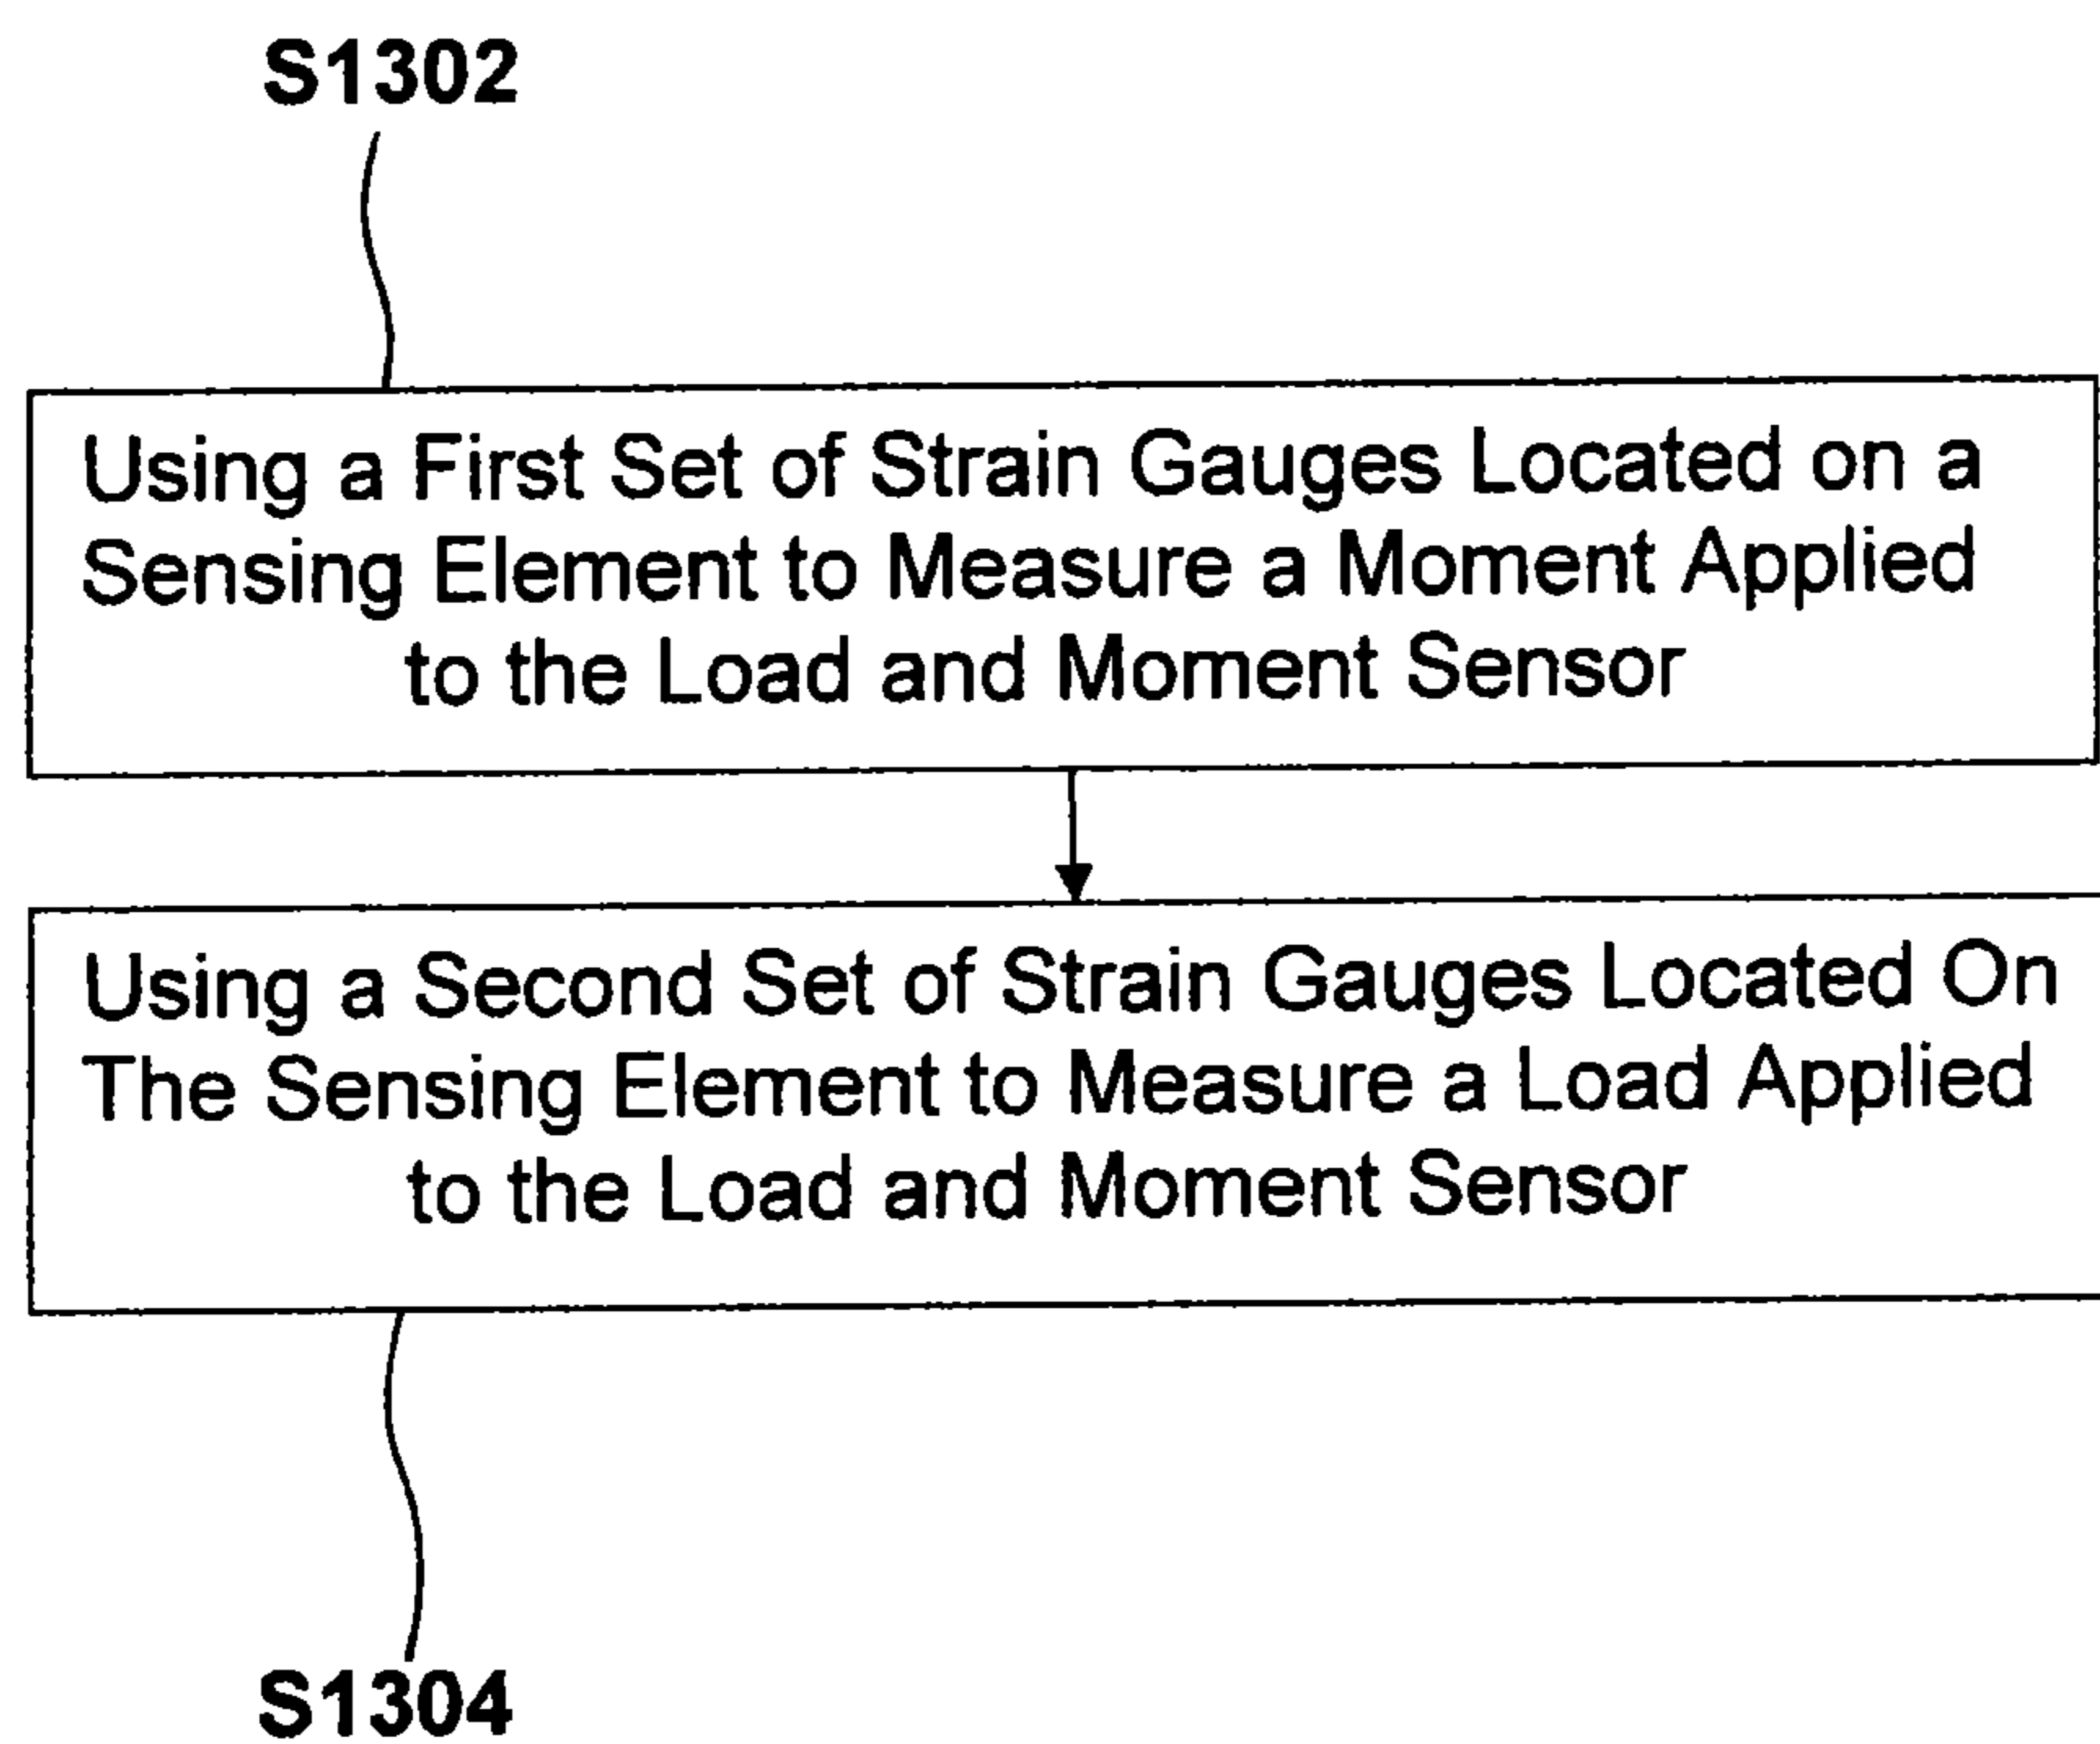 S1302
Using a First Set of Strain Gauges Located on a
Sensing Element to Measure a Moment Applied
to the Load and Moment Sensor
Using a Second Set of Strain Gauges Located On
The Sensing Element to Measure a Load Applied
to the Load and Moment Sensor
S1304